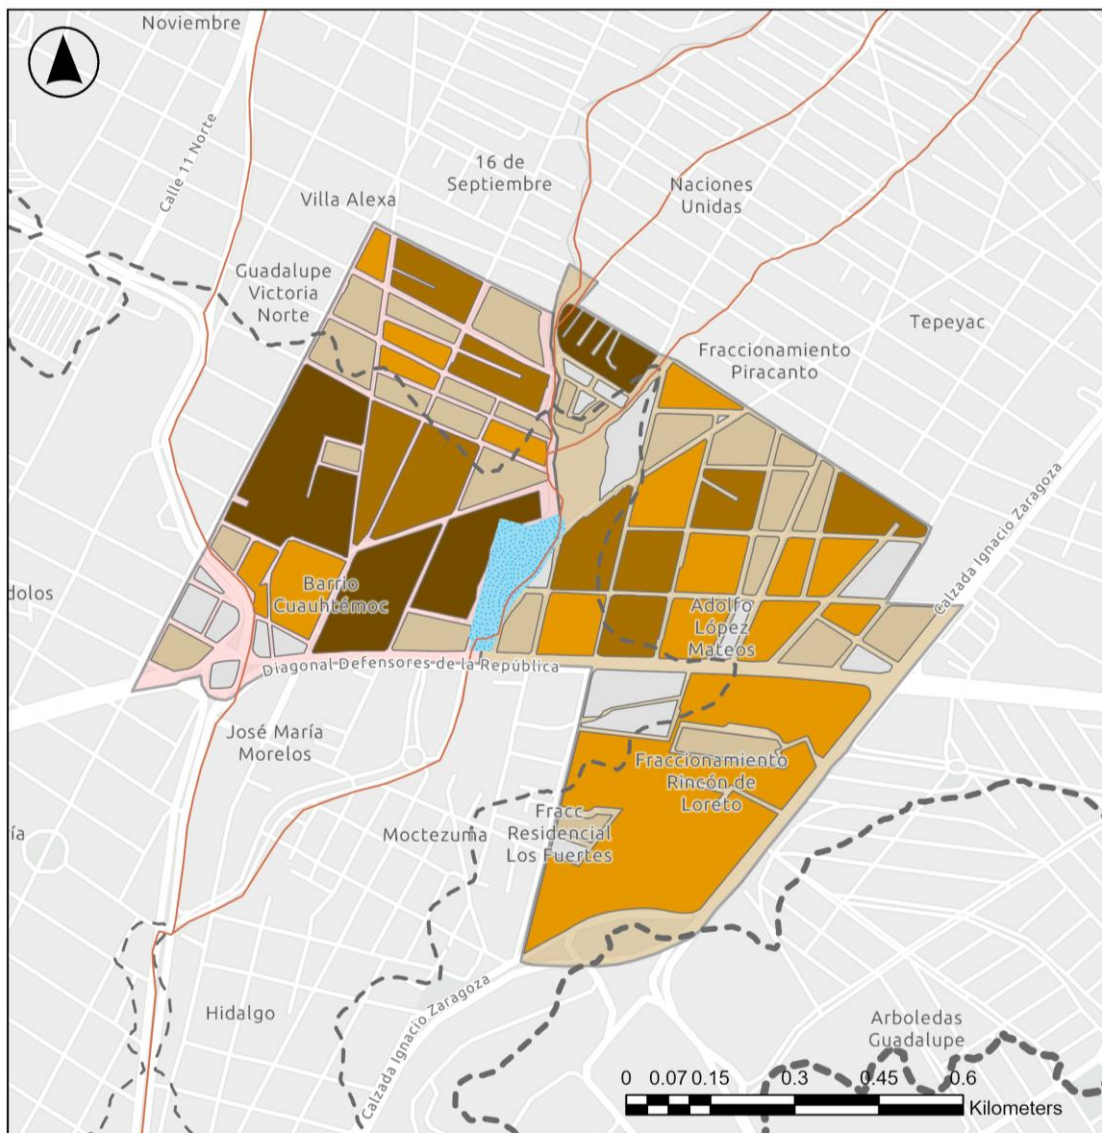 Noviembre
Calle 11 Norte
16 de
Septiembre
Naciones
Unidas
Villa Alexa
Guadalupe
Victoria
Norte
Tepeyac
Fraccionamiento
Piracanto
Calzada Ignacio Zaragoza
dolos
Barrio
Cuauhtémoc
Adolfo
López
Mateos
Diagonal Defensores de la República
José María
Morelos
Fraccionamiento
Rincón de
Loreto
Fracc
Residencial
Los Fuertes
Moctezuma
ía
Calzada Ignacio Zaragoza
Hidalgo
Arboledas
Guadalupe
0 0.07 0.15 0.3 0.45 0.6
Kilometers